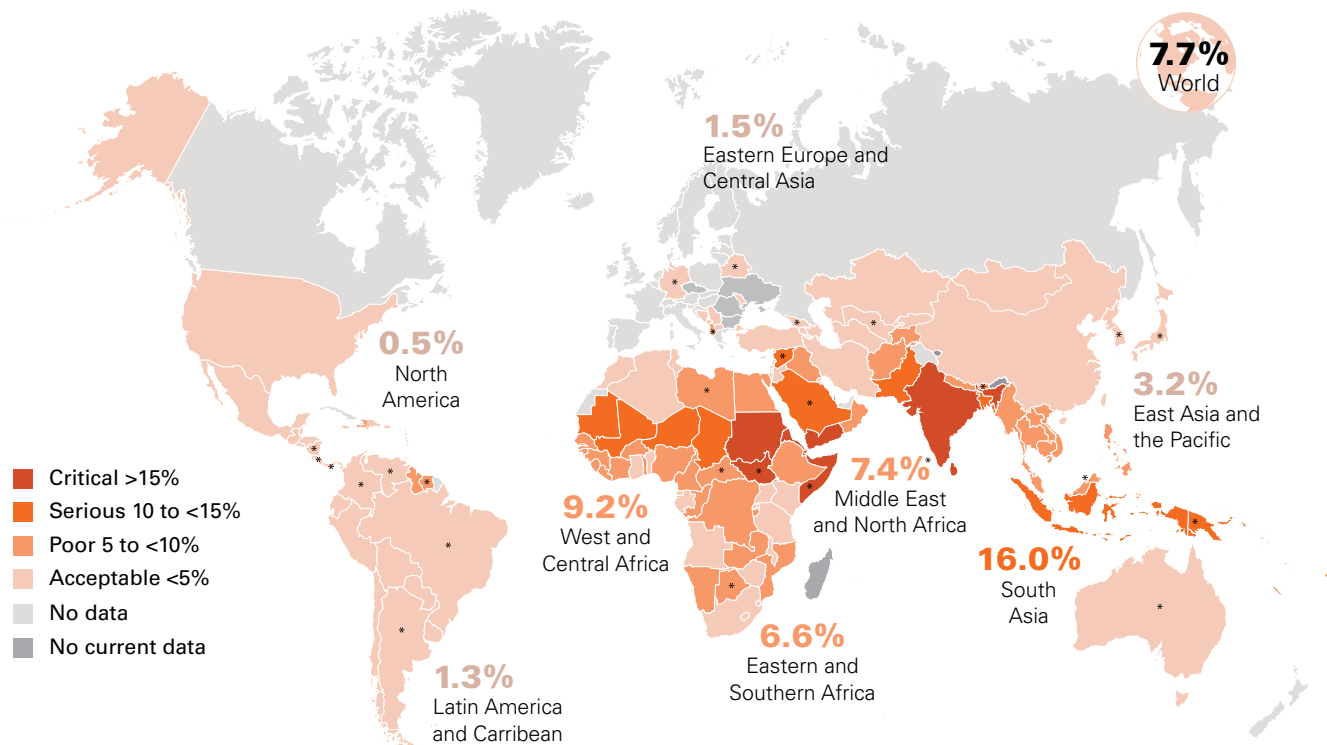 7.7%
World
1.5%
Eastern Europe and
Central Asia
0.5%
North
America
3.2%
East Asia and
the Pacific
Critical >15%
Serious 10 to <15%
Poor 5 to <10%
Acceptable <5%
No data
No current data
9.2%
West and
Central Africa
7.4%
Middle East
and North Africa
16.0%
South
Asia
6.6%
Eastern and
Southern Africa
1.3%
Latin America
and Carribean